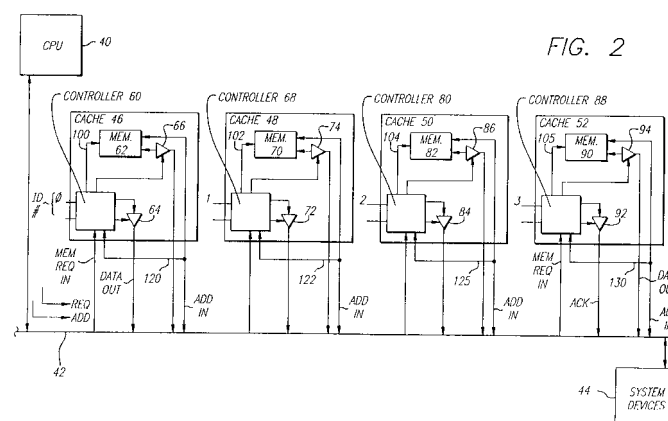 CPU
40
FIG. 2
CONTROLLER 60
CONTROLLER 68
CONTROLLER 80
CONTROLLER 88
CACHE 46
CACHE 48
CACHE 50
CACHE 52
100
MEM.
62
66
102
MEM.
70
74
104
MEM.
82
86
105
MEM.
90
94
ID
#
Ø
64
1
72
2
84
3
92
MEM
REQ
IN
DATA
OUT
120
ADD
IN
122
ADD
IN
125
ADD
IN
MEM
REQ
IN
ACK
130
REQ
ADD
42
44
SYSTEM
DEVICES